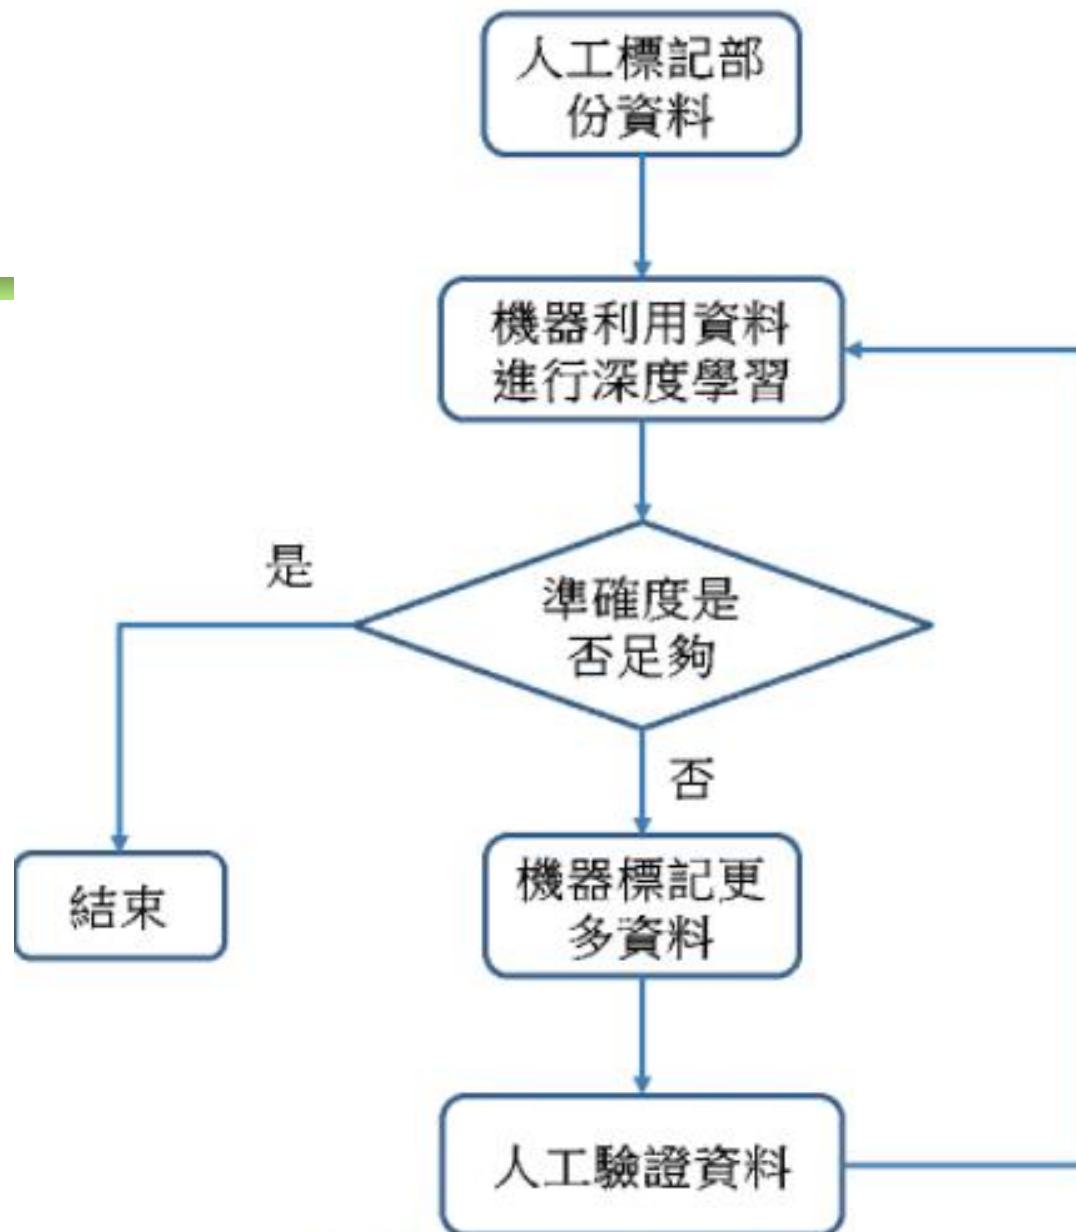 人工標記部
份資料
機器利用資料
進行深度學習
是
準確度是
否足夠
否
結束
機器標記更
多資料
人工驗證資料